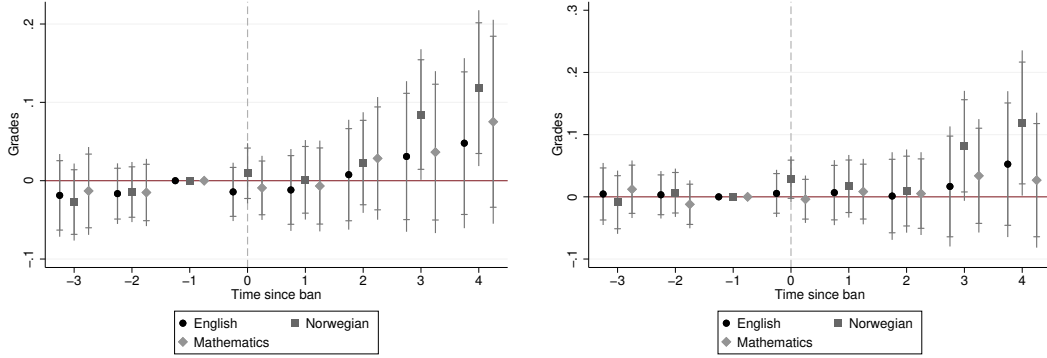 .2
.1
0
-.1
Grades
-3 -2 -1 0 1 2 3 4
Time since ban
English Norwegian
Mathematics
.3
.2
.1
0
-.1
Grades
-3 -2 -1 0 1 2 3 4
Time since ban
English Norwegian
Mathematics